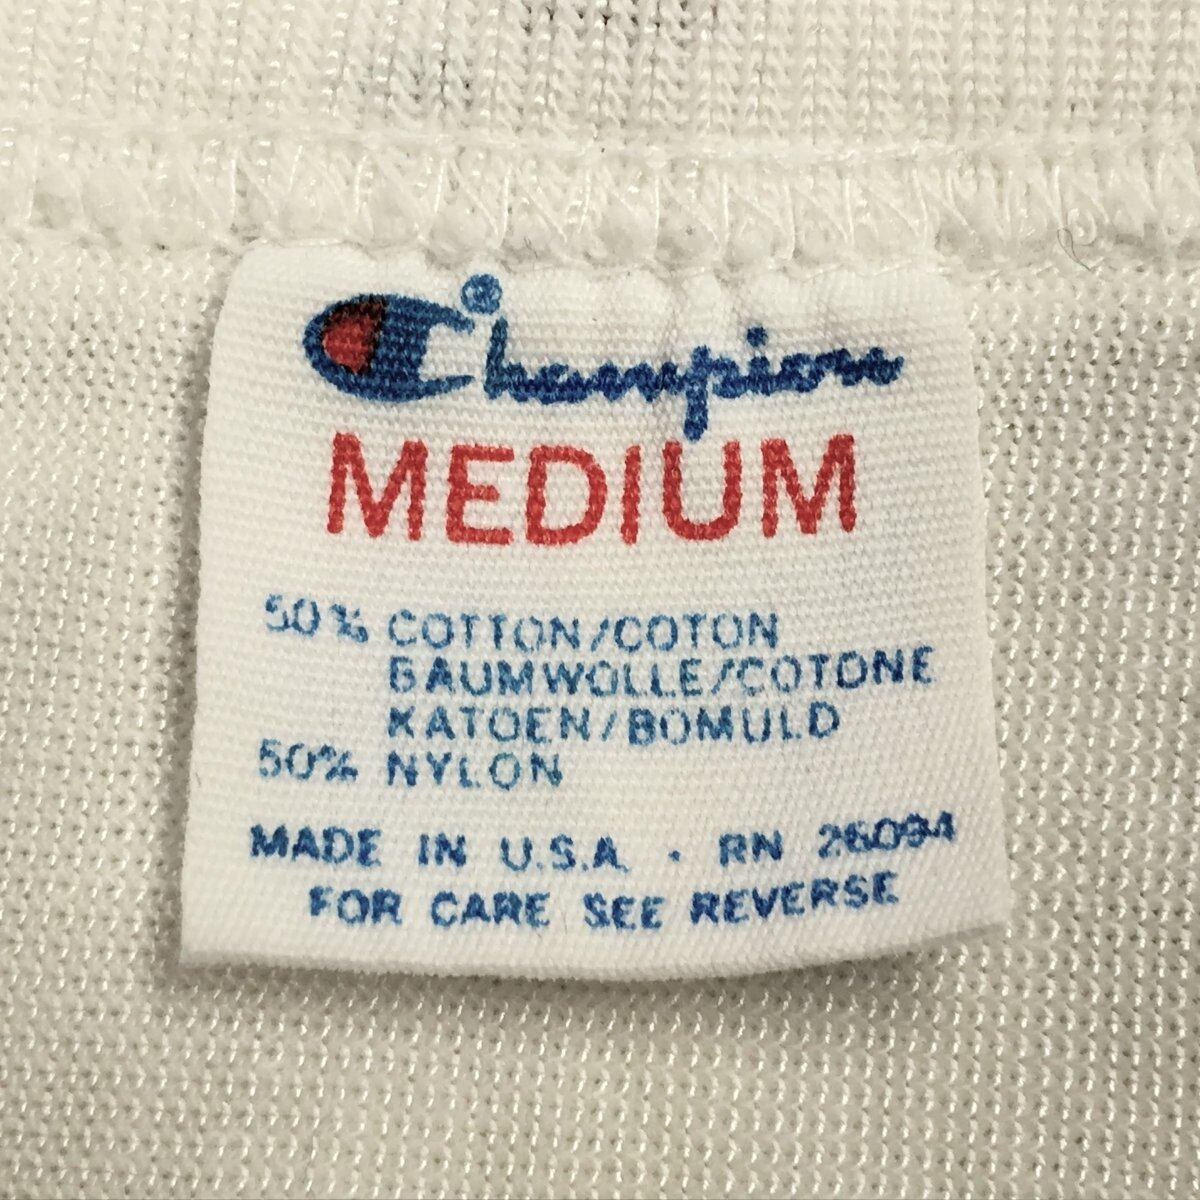 Champion®
MEDIUM
50% COTTON/COTON
BAUMWOLLE/COTONE
KATOEN/BOMULD
50% NYLON
MADE IN U.S.A. · RN 26094
FOR CARE SEE REVERSE